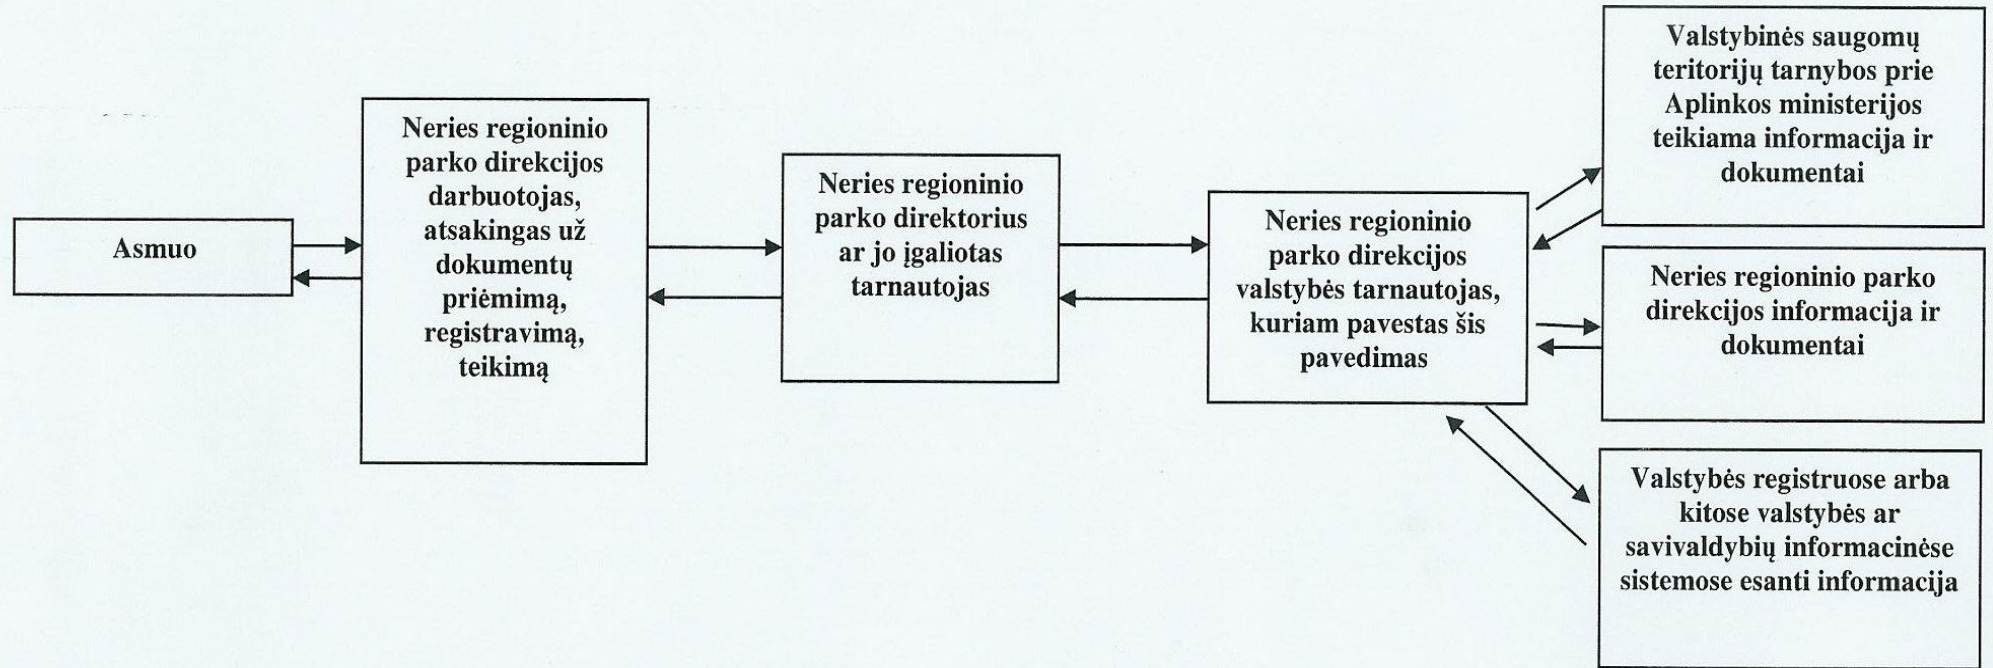 Asmuo
Neries regioninio
parko direkcijos
darbuotojas,
atsakingas už
dokumentų
priėmimą,
registravimą,
teikimą
Neries regioninio
parko direktorius
ar jo įgaliotas
tarnautojas
Neries regioninio
parko direkcijos
valstybės tarnautojas,
kuriam pavestas šis
pavedimas
Valstybinės saugomų
teritorijų tarnybos prie
Aplinkos ministerijos
teikiama informacija ir
dokumentai
Neries regioninio parko
direkcijos informacija ir
dokumentai
Valstybės registruose arba
kitose valstybės ar
savivaldybių informacinėse
sistemose esanti informacija